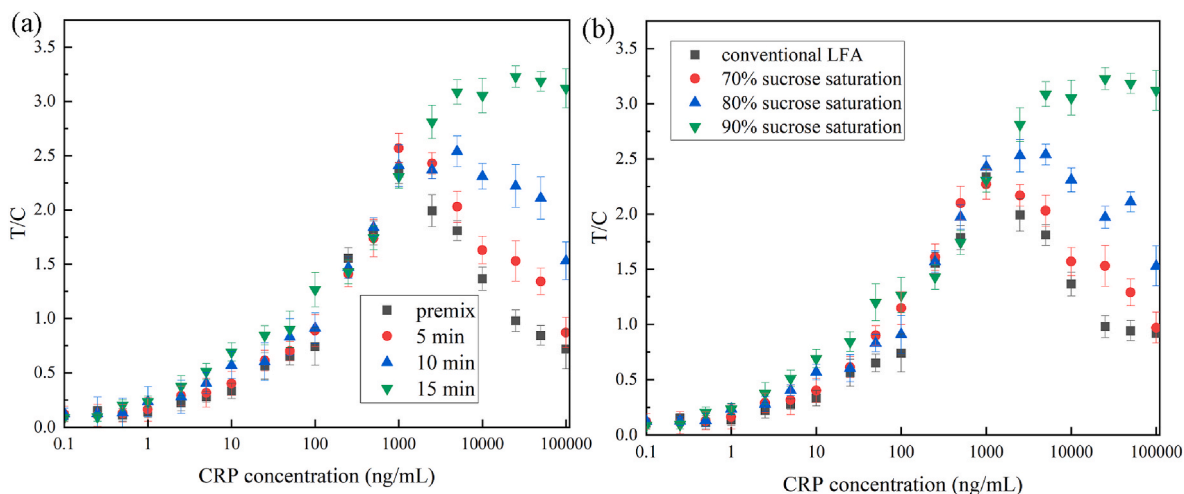 (a)
3.5
3.0
2.5
2.0
1.5
1.0
0.5
0.0
T/C
premix
5 min
10 min
15 min
0.1 1 10 100 1000 10000 100000
CRP concentration (ng/mL)
(b)
3.5
3.0
2.5
2.0
1.5
1.0
0.5
0.0
T/C
conventional LFA
70% sucrose saturation
80% sucrose saturation
90% sucrose saturation
0.1 1 10 100 1000 10000 100000
CRP concentration (ng/mL)